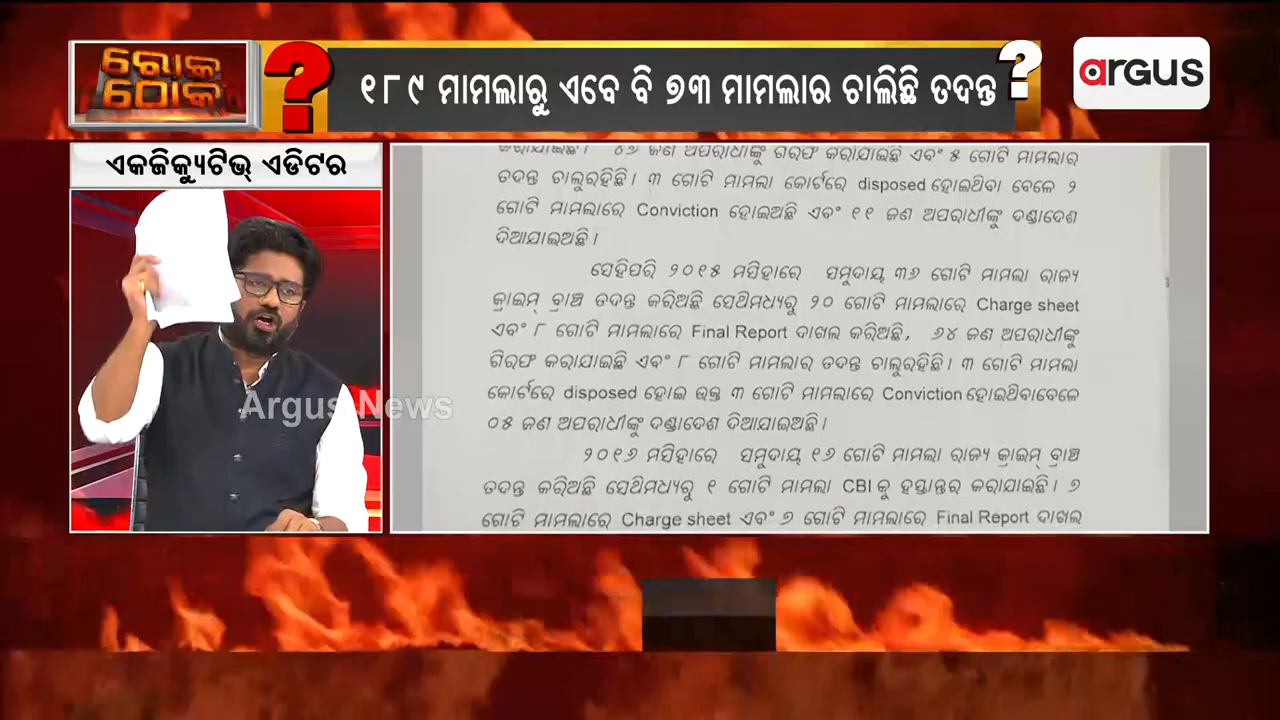 ରୋକ
ଠୋକ
? ୧୮୯ ମାମଲାରୁ ଏବେ ବି ୭୩ ମାମଲାର ଚାଲିଛି ତଦନ୍ତ ?
argus
ଏକଜିକ୍ୟୁଟିଭ୍ ଏଡିଟର
କରାଯାଇଛି। ୪୬ ଜଣ ଅପରାଧୀଙ୍କୁ ଗିରଫ କରାଯାଇଛି ଏବଂ ୫ ଗୋଟି ମାମଲାର
ତଦନ୍ତ ଚାଲୁରହିଛି। ୩ ଗୋଟି ମାମଲା କୋର୍ଟରେ disposed ହୋଇଥିବା ବେଳେ ୨
ଗୋଟି ମାମଲାରେ Conviction ହୋଇଅଛି ଏବଂ ୧୧ ଜଣ ଅପରାଧୀଙ୍କୁ ଦଣ୍ଡାଦେଶ
ଦିଆଯାଇଅଛି।
ସେହିପରି ୨୦୧୫ ମସିହାରେ ସମୁଦାୟ ୩୬ ଗୋଟି ମାମଲା ରାଜ୍ୟ
କ୍ରାଇମ୍ ବ୍ରାଞ୍ଚ ତଦନ୍ତ କରିଅଛି ସେଥିମଧ୍ୟରୁ ୨୦ ଗୋଟି ମାମଲାରେ Charge sheet
ଏବଂ ୮ ଗୋଟି ମାମଲାରେ Final Report ଦାଖଲ କରିଅଛି, ୬୪ ଜଣ ଅପରାଧୀଙ୍କୁ
ଗିରଫ କରାଯାଇଛି ଏବଂ ୮ ଗୋଟି ମାମଲାର ତଦନ୍ତ ଚାଲୁରହିଛି। ୩ ଗୋଟି ମାମଲା
କୋର୍ଟରେ disposed ହୋଇ ଉକ୍ତ ୩ ଗୋଟି ମାମଲାରେ Conviction ହୋଇଥିବାବେଳେ
୦୫ ଜଣ ଅପରାଧୀଙ୍କୁ ଦଣ୍ଡାଦେଶ ଦିଆଯାଇଅଛି।
୨୦୧୬ ମସିହାରେ ସମୁଦାୟ ୧୬ ଗୋଟି ମାମଲା ରାଜ୍ୟ କ୍ରାଇମ୍ ବ୍ରାଞ୍ଚ
ତଦନ୍ତ କରିଅଛି ସେଥିମଧ୍ୟରୁ ୧ ଗୋଟି ମାମଲା CBI କୁ ହସ୍ତାନ୍ତର କରାଯାଇଛି। ୬
ଗୋଟି ମାମଲାରେ Charge sheet ଏବଂ ୬ ଗୋଟି ମାମଲାରେ Final Report ଦାଖଲ
Argus News